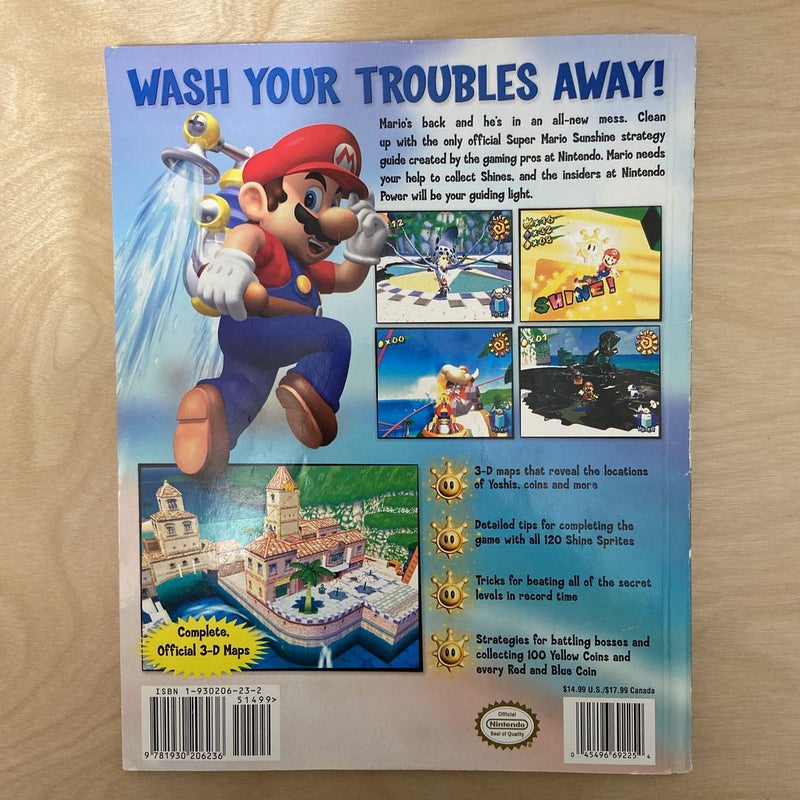 WASH YOUR TROUBLES AWAY!
Mario's back and he's in an all-new mess. Clean
up with the only official Super Mario Sunshine strategy
guide created by the gaming pros at Nintendo. Mario needs
your help to collect Shines, and the insiders at Nintendo
Power will be your guiding light.
M
SHINE!
3-D maps that reveal the locations
of Yoshis, coins and more
Detailed tips for completing the
game with all 120 Shine Sprites
Tricks for beating all of the secret
levels in record time
Strategies for battling bosses and
collecting 100 Yellow Coins and
every Red and Blue Coin
Complete,
Official 3-D Maps
$14.99 U.S./$17.99 Canada
ISBN 1-930206-23-2
51499>
9 781930 206236
Official
Nintendo
Seal of Quality
0 45496 69225 4